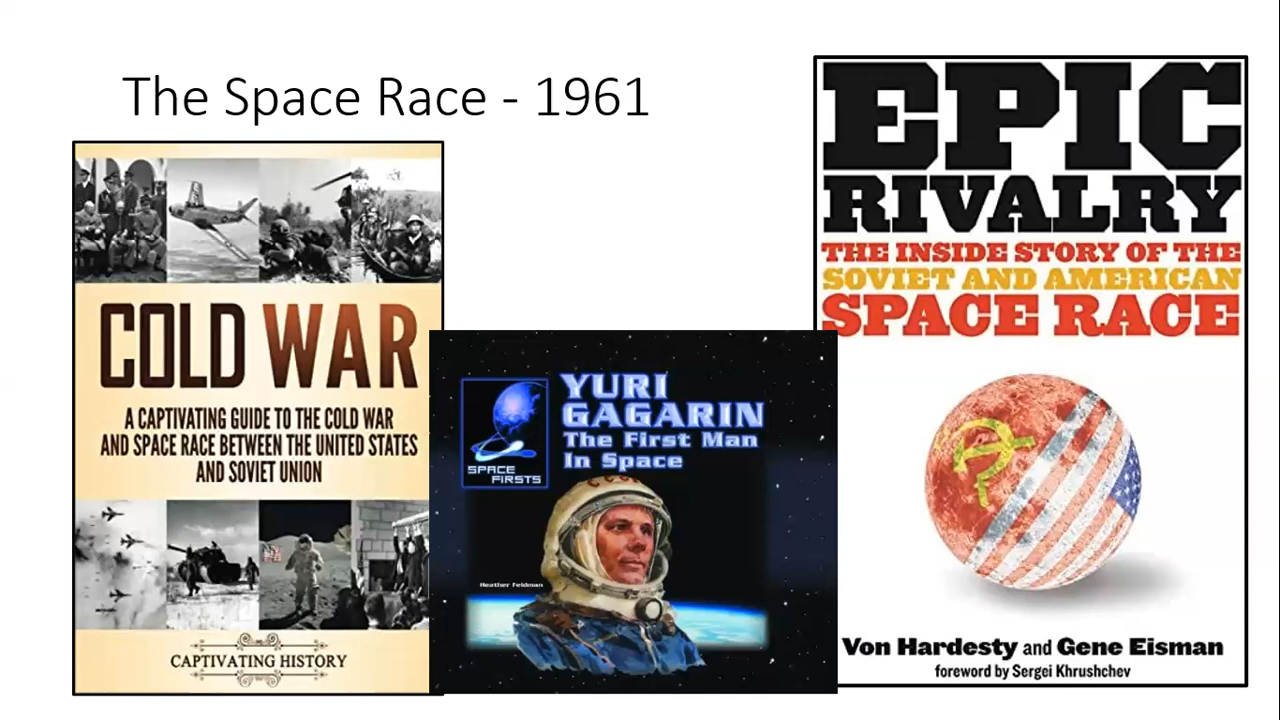 The Space Race - 1961
COLD WAR
A CAPTIVATING GUIDE TO THE COLD WAR
AND SPACE RACE BETWEEN THE UNITED STATES
AND SOVIET UNION
CAPTIVATING HISTORY
SPACE
FIRSTS
YURI
GAGARIN
The First Man
In Space
Heather Feldman
EPIC
RIVALRY
THE INSIDE STORY OF THE
SOVIET AND AMERICAN
SPACE RACE
Von Hardesty and Gene Eisman
foreword by Sergei Khrushchev